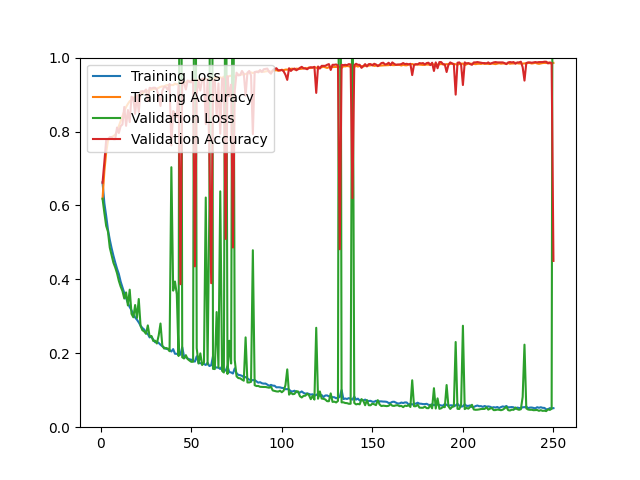 1.0
Training Loss
Training Accuracy
Validation Loss
Validation Accuracy
0.8
0.6
0.4
0.2
0.0
0 50 100 150 200 250